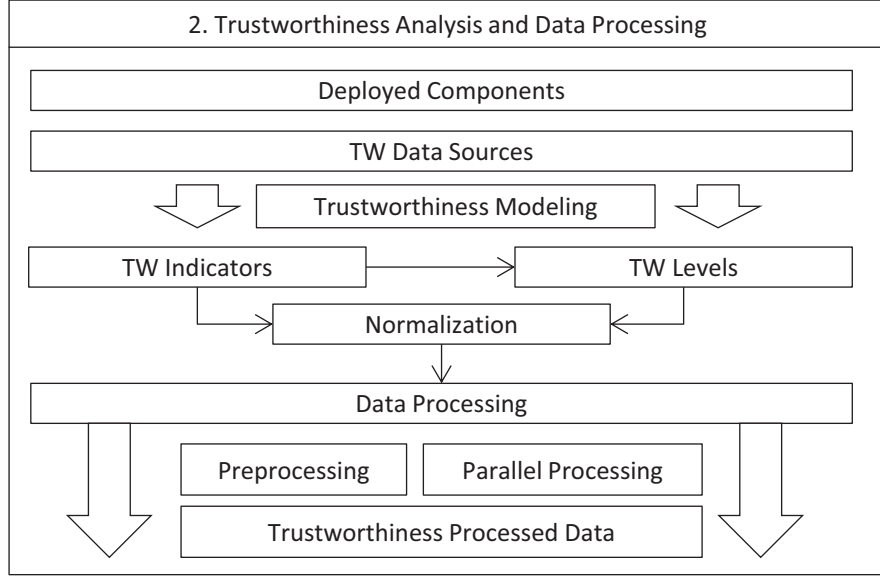 2. Trustworthiness Analysis and Data Processing
Deployed Components
TW Data Sources
Trustworthiness Modeling
TW Indicators
TW Levels
Normalization
Data Processing
Preprocessing
Parallel Processing
Trustworthiness Processed Data